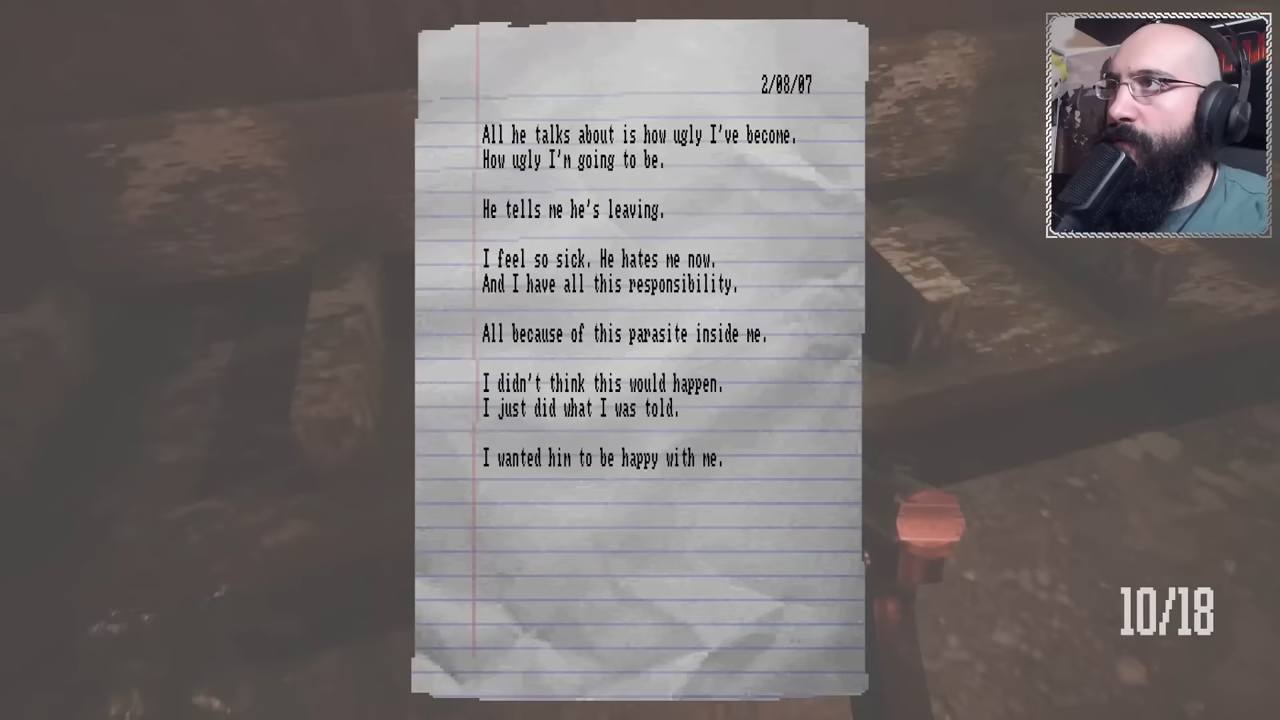 2/08/07
All he talks about is how ugly I've become.
How ugly I'm going to be.
He tells me he's leaving.
I feel so sick. He hates me now.
And I have all this responsibility.
All because of this parasite inside me.
I didn't think this would happen.
I just did what I was told.
I wanted him to be happy with me.
10/18